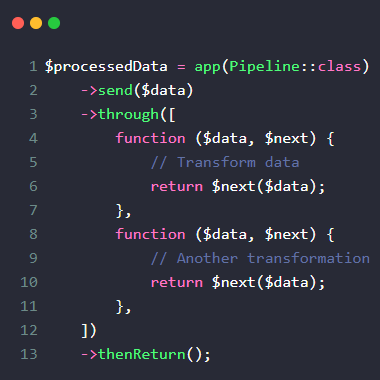 1 $processedData = app(Pipeline::class)
2     ->send($data)
3     ->through([
4         function ($data, $next) {
5             // Transform data
6             return $next($data);
7         },
8         function ($data, $next) {
9             // Another transformation
10             return $next($data);
11         },
12     ])
13     ->thenReturn();